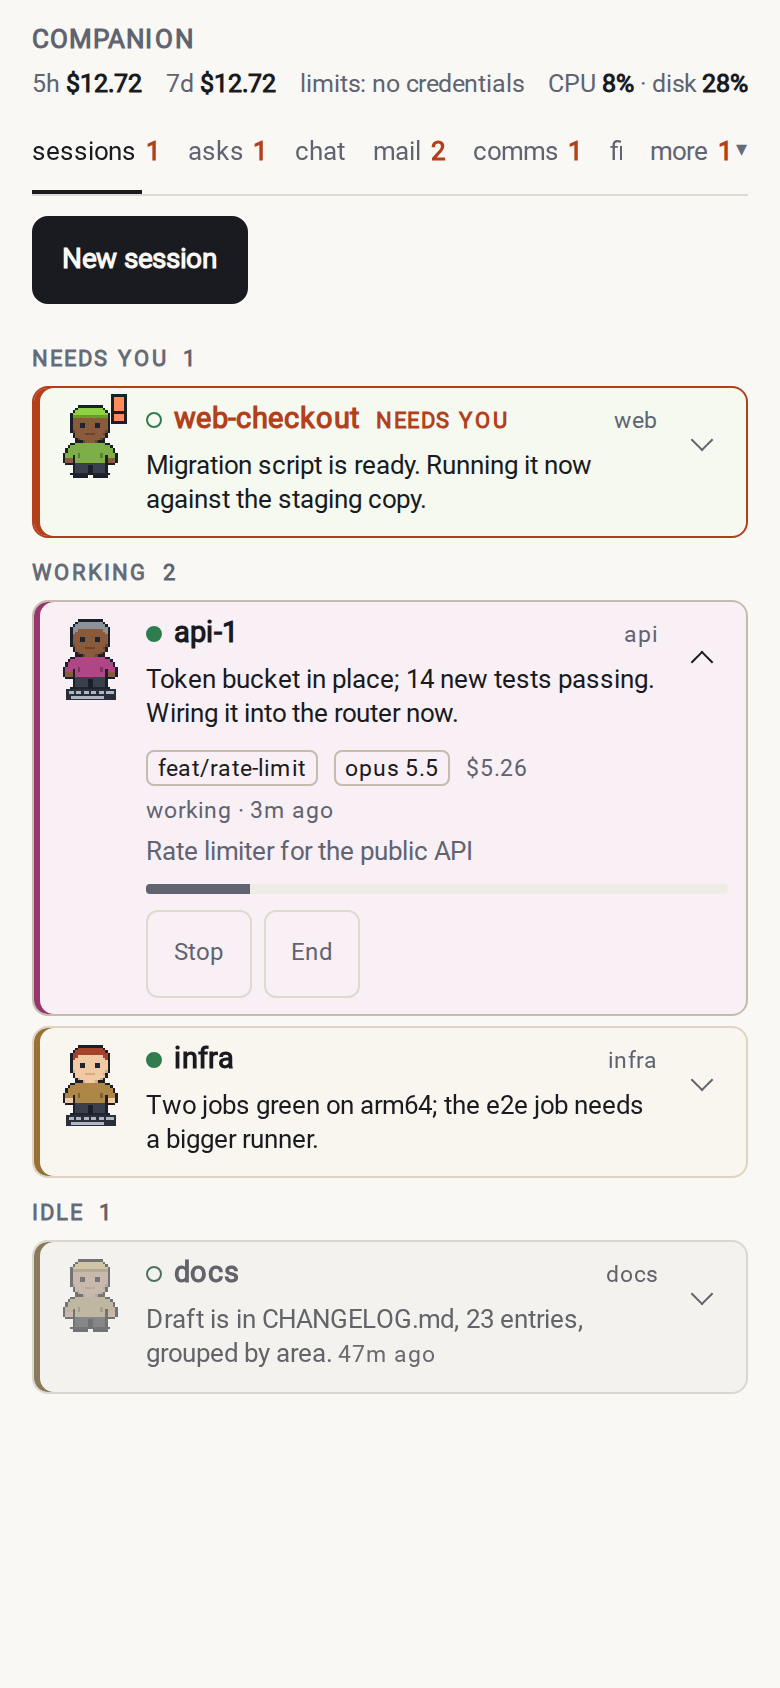 COMPANION
5h $12.72 7d $12.72 limits: no credentials CPU 8% · disk 28%
sessions 1 asks 1 chat mail 2 comms 1 fi more 1 ▾
New session
NEEDS YOU 1
web-checkout NEEDS YOU web
Migration script is ready. Running it now
against the staging copy.
WORKING 2
api-1 api
Token bucket in place; 14 new tests passing.
Wiring it into the router now.
feat/rate-limit opus 5.5 $5.26
working · 3m ago
Rate limiter for the public API
Stop End
infra infra
Two jobs green on arm64; the e2e job needs
a bigger runner.
IDLE 1
docs docs
Draft is in CHANGELOG.md, 23 entries,
grouped by area. 47m ago